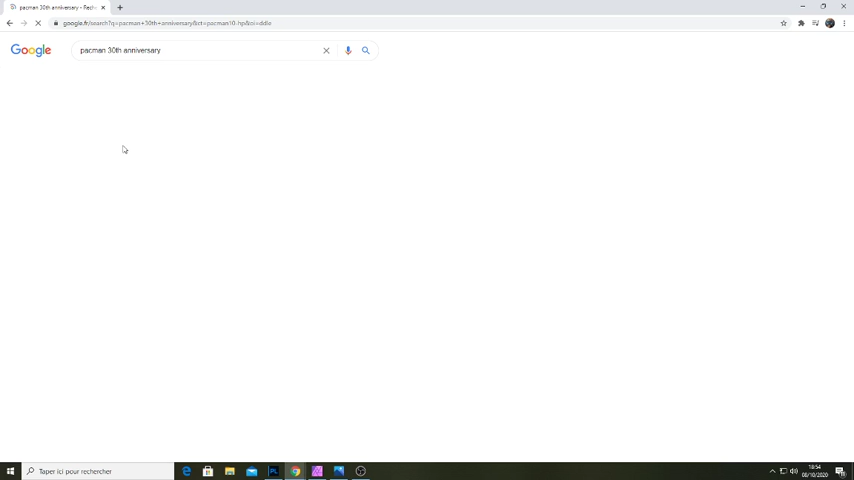 pacman 30th anniversary - Rech
google.fr/search?q=pacman+30th+anniversary&ct=pacman10-hp&oi=ddle
Google
pacman 30th anniversary
Taper ici pour rechercher
PL
18:54
08/10/2020